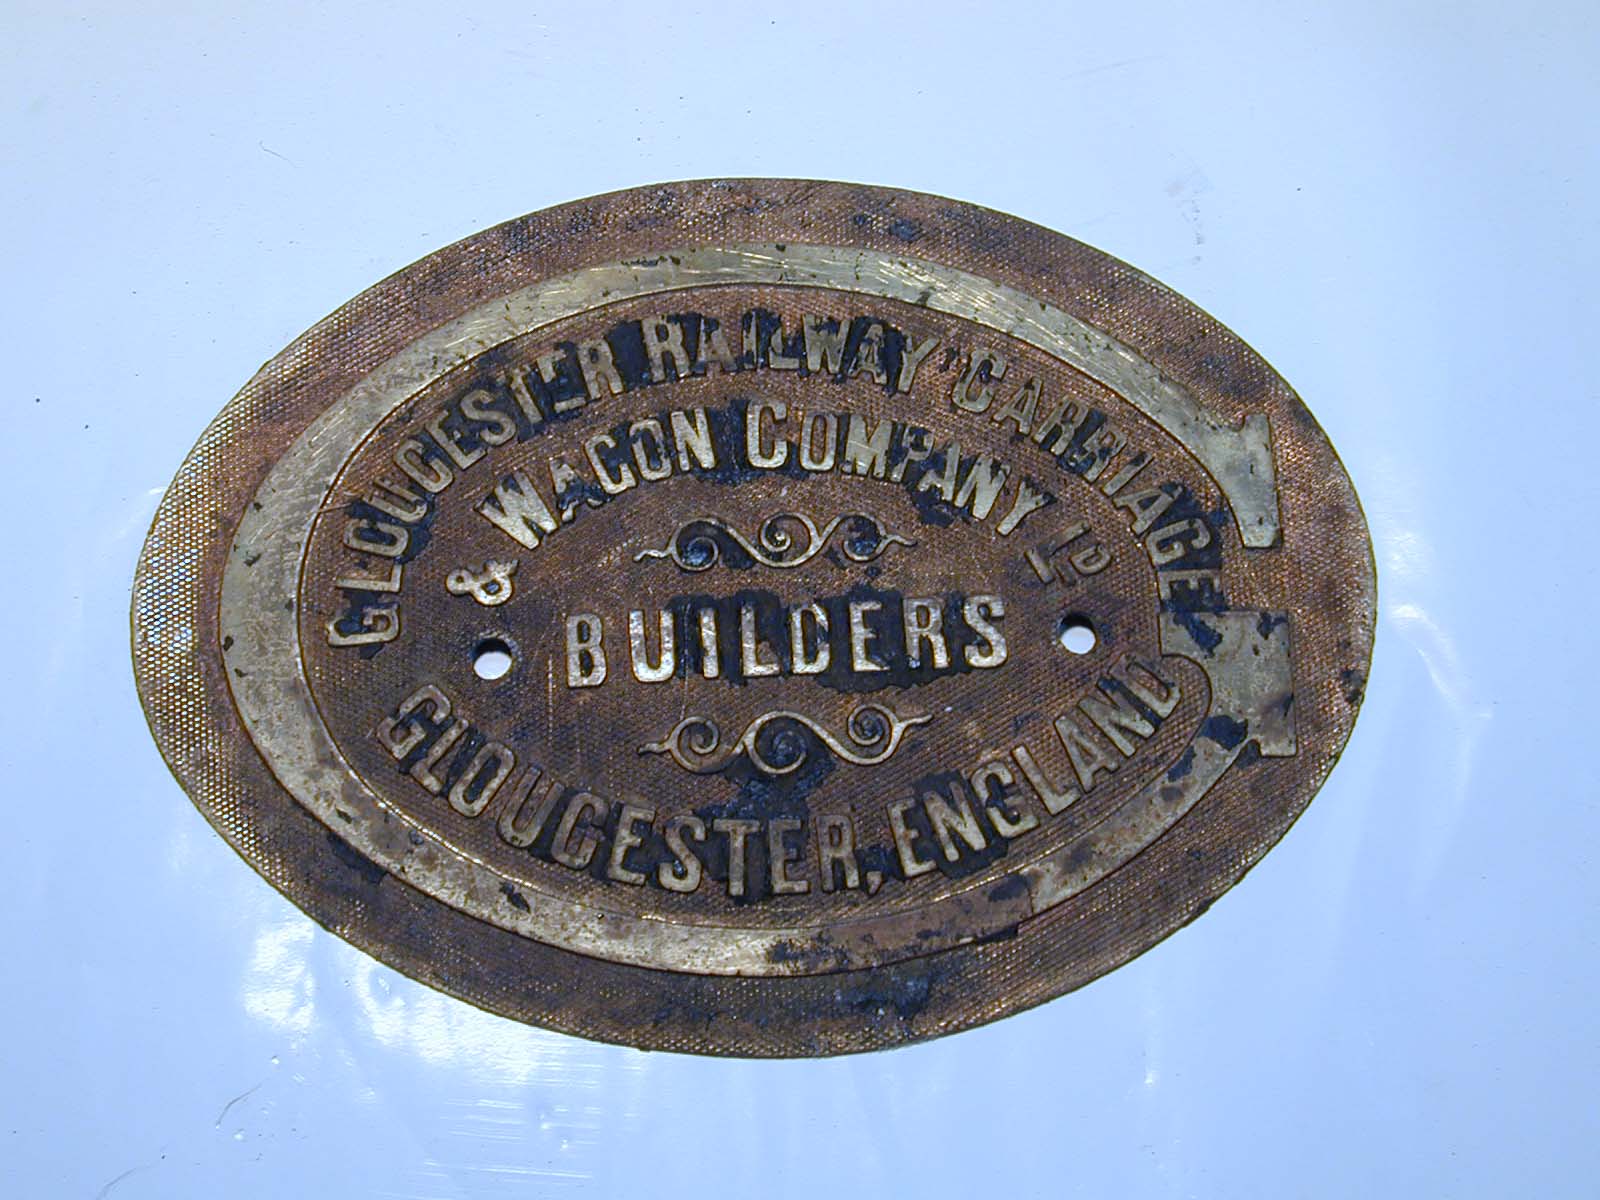 GLOUCESTER RAILWAY CARRIAGE
& WAGON COMPANY LD
BUILDERS
GLOUCESTER, ENGLAND
G